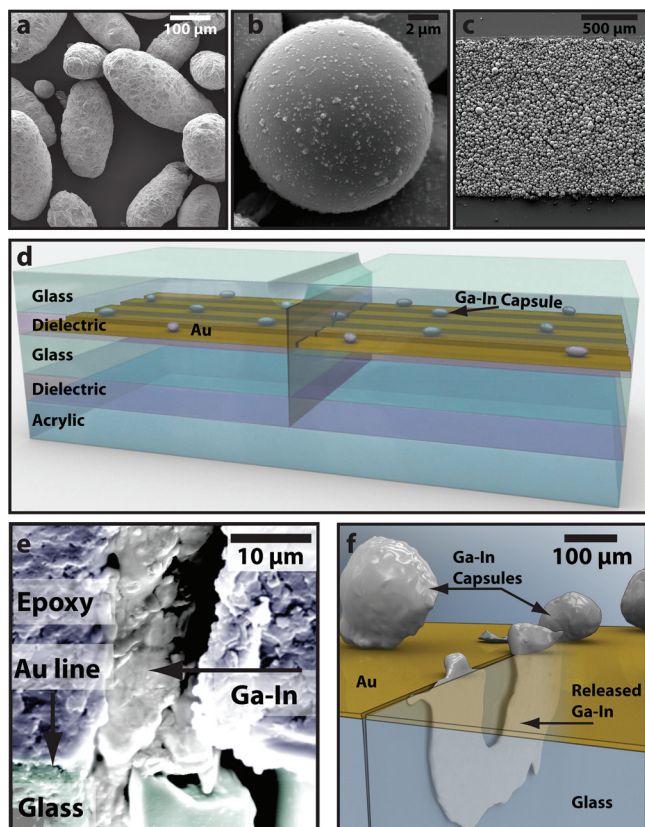 a
100 μm
b
2 μm
c
500 μm
d
Glass
Dielectric
Glass
Dielectric
Acrylic
Au
Ga-In Capsule
e
10 μm
Epoxy
Au line
Ga-In
Glass
f
100 μm
Ga-In
Capsules
Au
Released
Ga-In
Glass